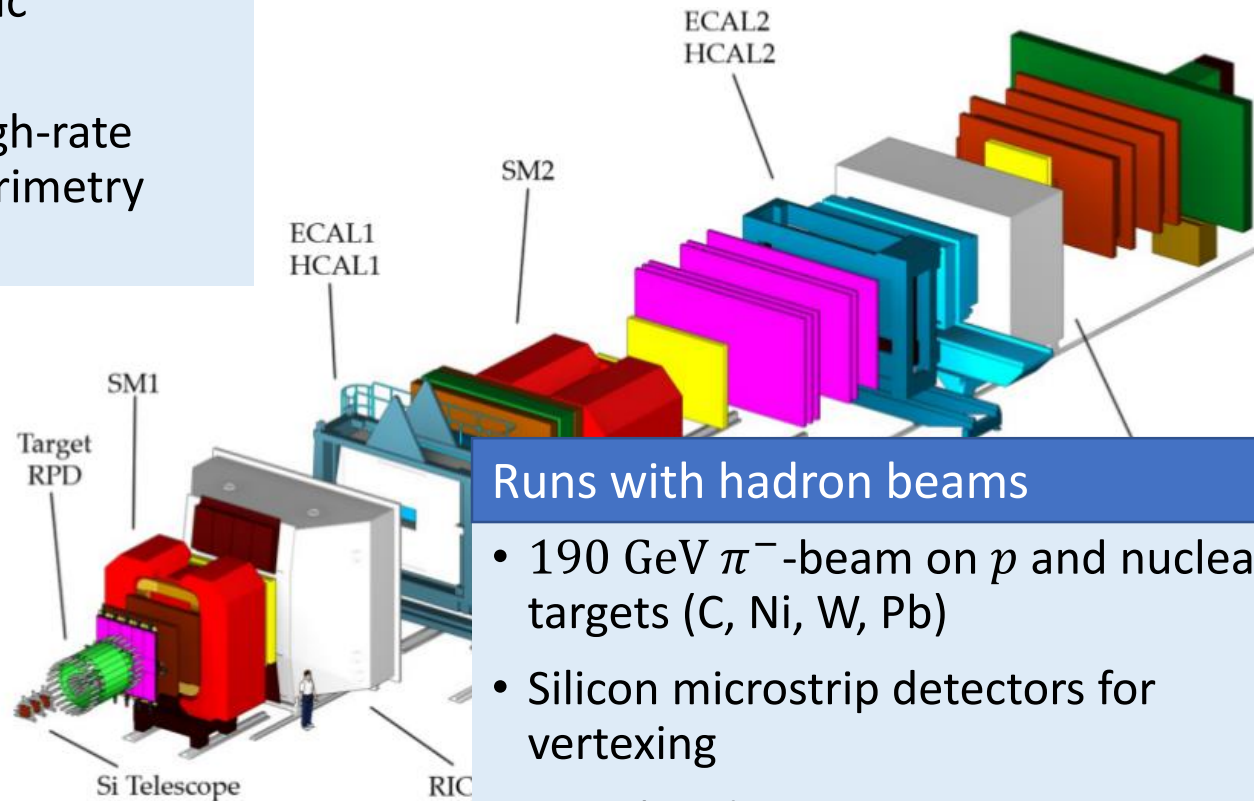 gh-rate
rimetry
ECAL2
HCAL2
SM2
ECAL1
HCAL1
SM1
Target
RPD
Runs with hadron beams
• 190 GeV π⁻-beam on p and nuclea
targets (C, Ni, W, Pb)
• Silicon microstrip detectors for
vertexing
Si Telescope
RIC